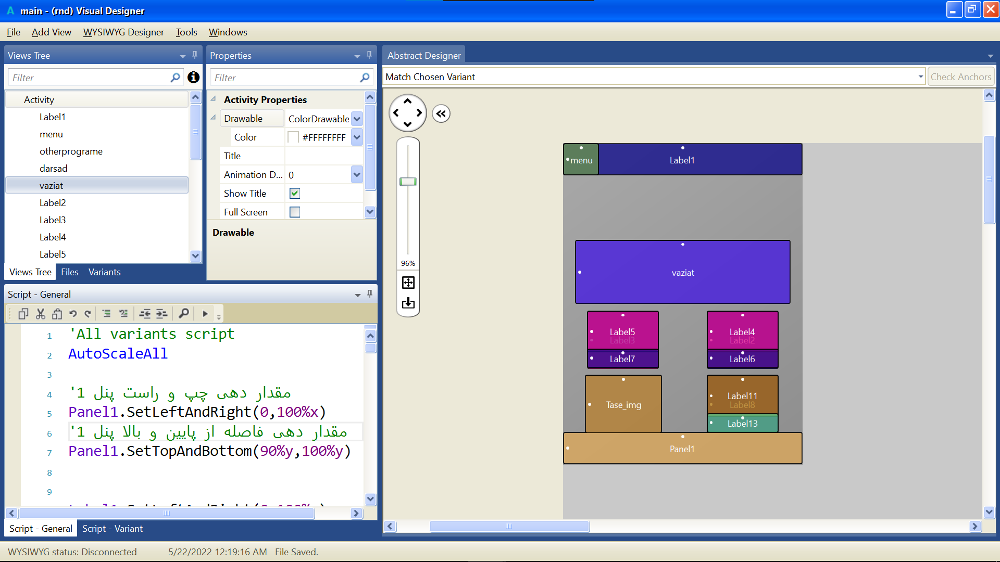 A main - (rnd) Visual Designer
File Add View WYSIWYG Designer Tools Windows
Views Tree
Filter
Activity
Label1
menu
otherprograme
darsad
vaziat
Label2
Label3
Label4
Label5
Views Tree Files Variants
Properties
Filter
Activity Properties
Drawable ColorDrawable
Color #FFFFFFFF
Title
Animation D... 0
Show Title
Full Screen
Drawable
Script - General
1 'All variants script
2 AutoScaleAll
3
4 'مقدار دهی چپ و راست پنل 1
5 Panel1.SetLeftAndRight(0,100%x)
6 'مقدار دهی فاصله از پایین و بالا پنل 1
7 Panel1.SetTopAndBottom(90%y,100%y)
8
9
Label1.SetLeftAndRight(0,100%x)
Script - General Script - Variant
Abstract Designer
Match Chosen Variant Check Anchors
96%
menu Label1
vaziat
Label5 Label4
Label3 Label2
Label7 Label6
Tase_img Label11
Label8
Label13
Panel1
WYSIWYG status: Disconnected 5/22/2022 12:19:16 AM File Saved.